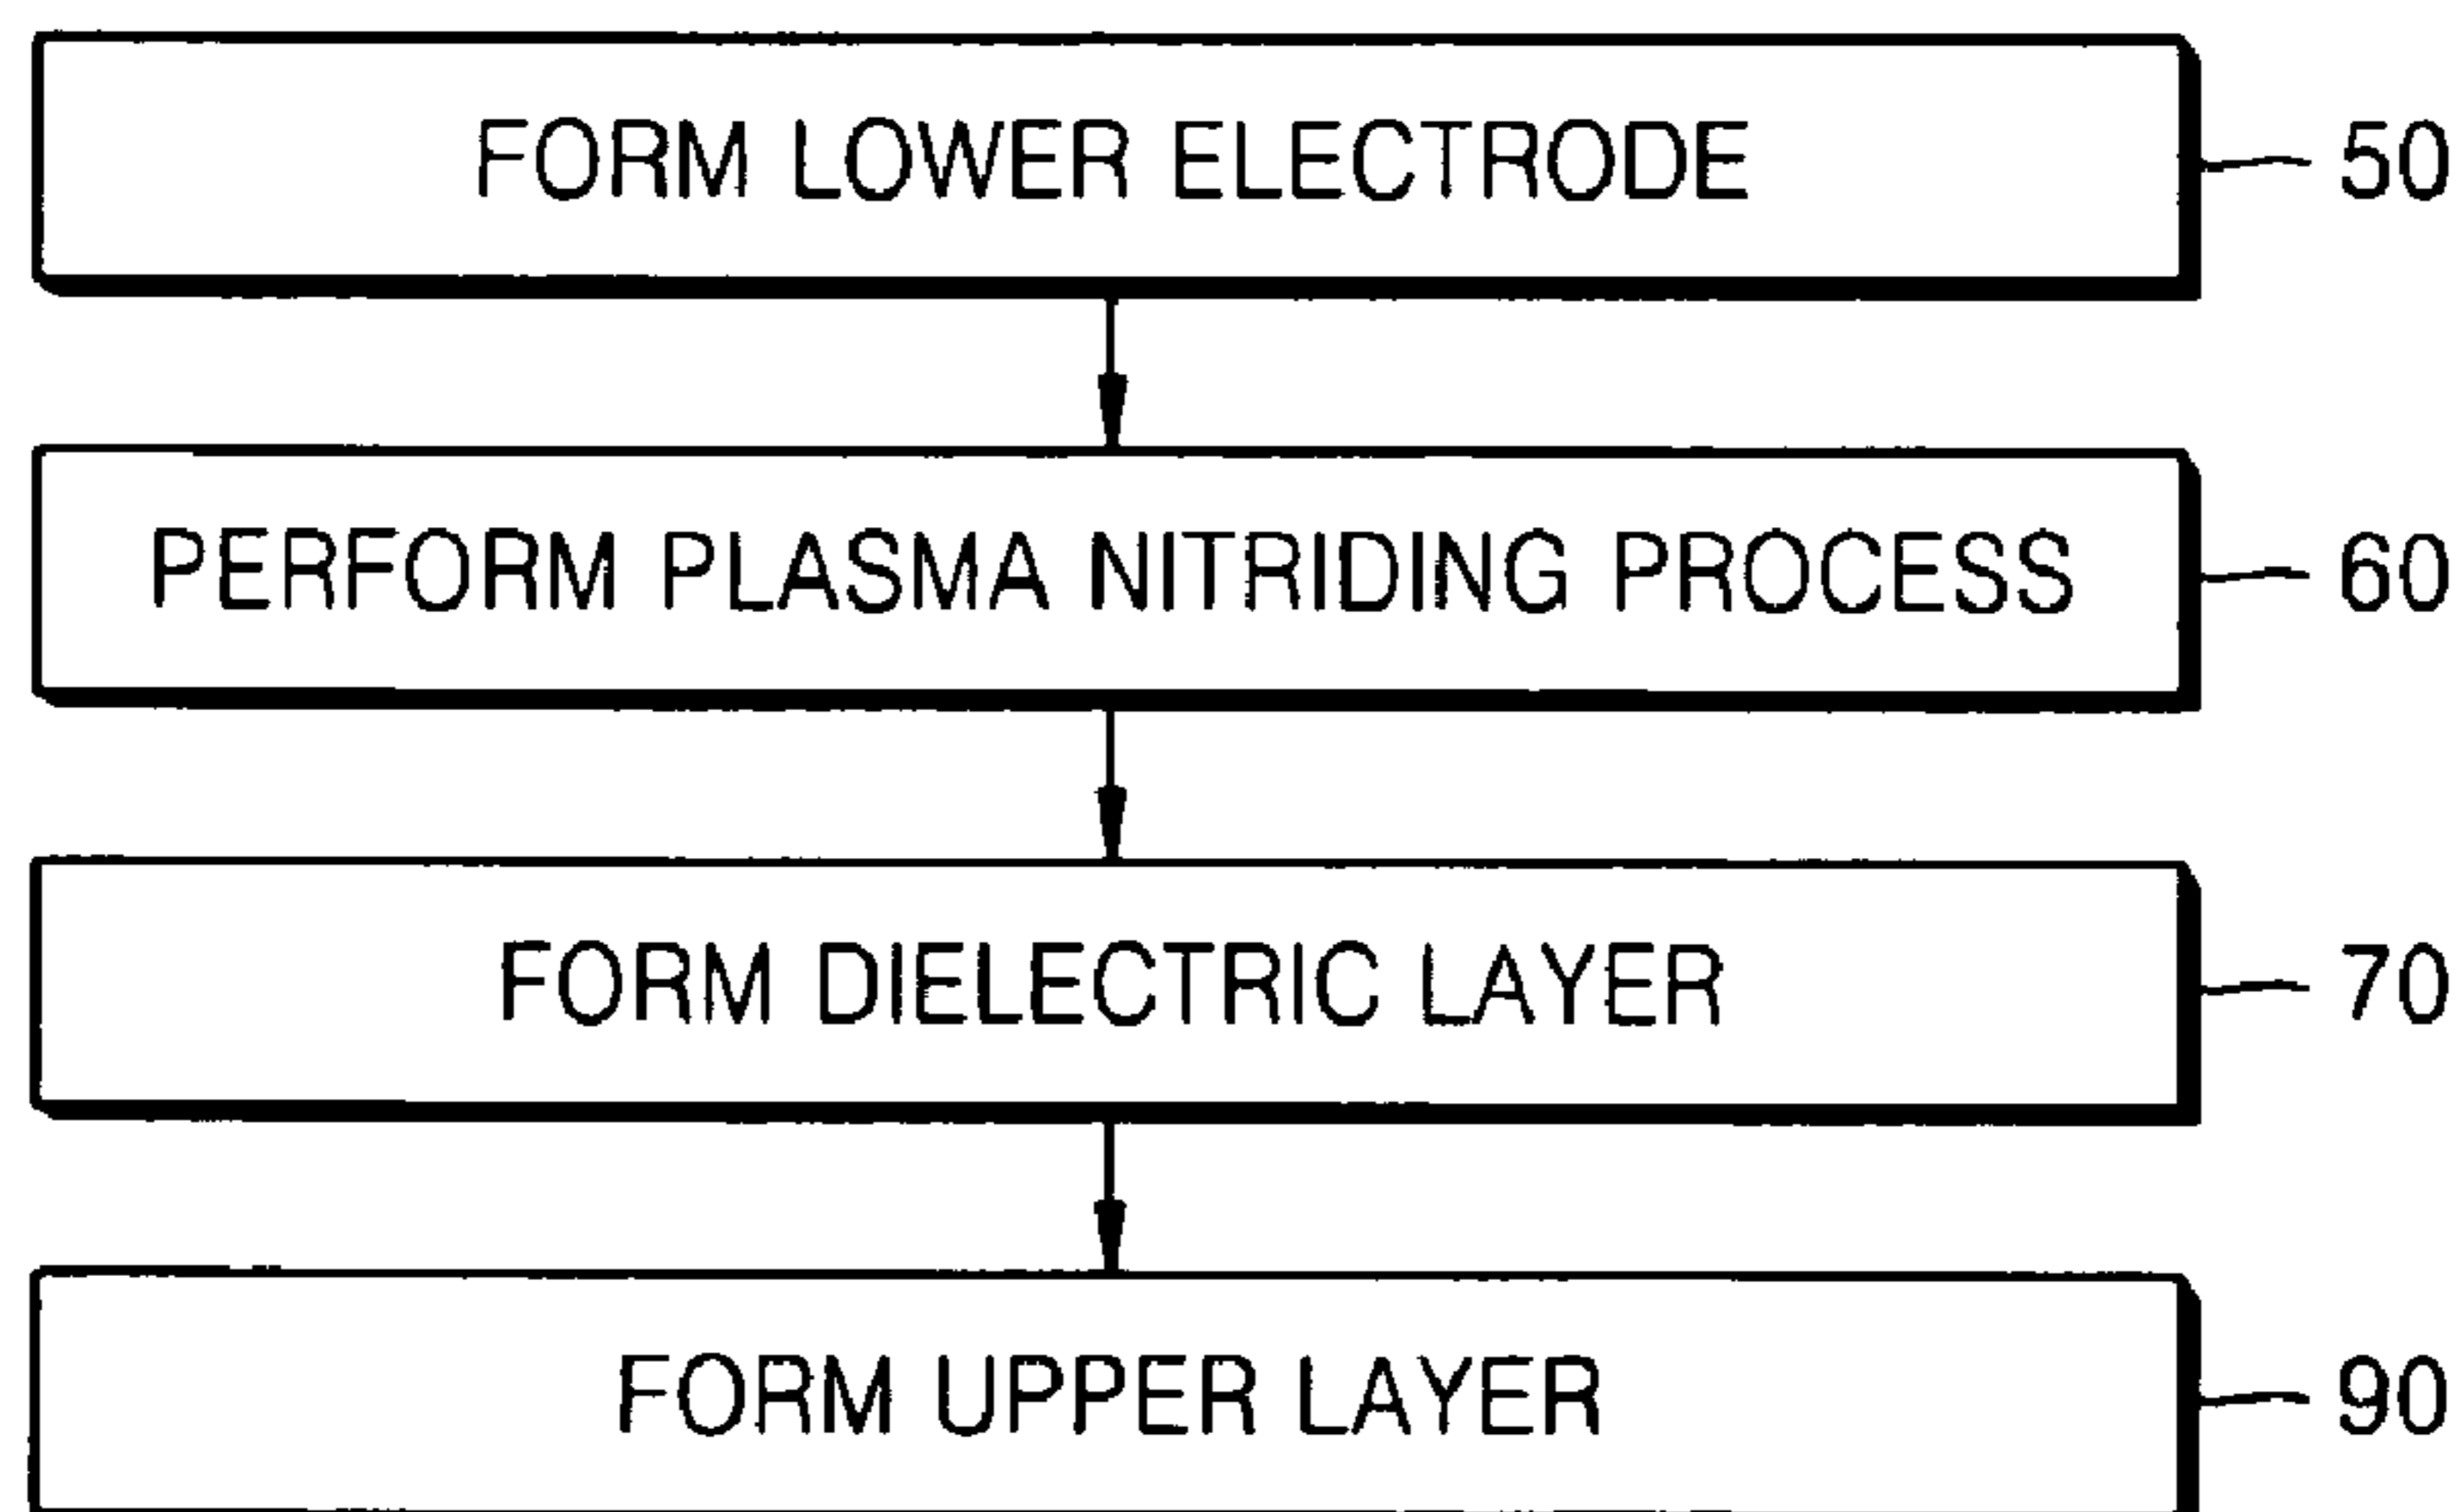 FORM LOWER ELECTRODE 50
PERFORM PLASMA NITRIDING PROCESS 60
FORM DIELECTRIC LAYER 70
FORM UPPER LAYER 90